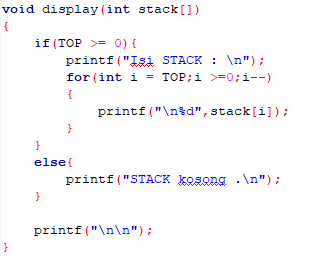 void display(int stack[])
{
    if(TOP >= 0){
        printf("Isi STACK : \n");
        for(int i = TOP;i >=0;i--)
        {
            printf("\n%d",stack[i]);
        }
    }
    else{
        printf("STACK kosong .\n");
    }

    printf("\n\n");
}